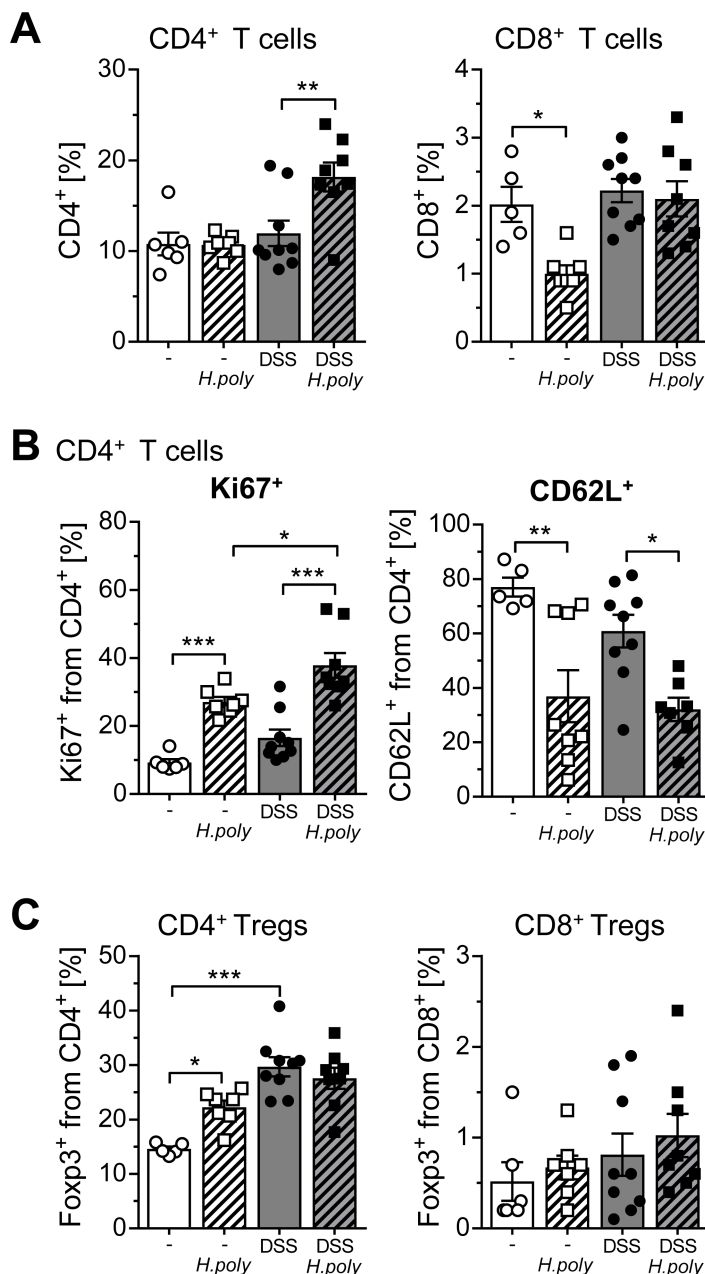 A
CD4⁺ T cells
CD8⁺ T cells
CD4⁺ [%]
30
20
10
0
**
-
-
H.poly
DSS
DSS
H.poly
CD8⁺ [%]
4
3
2
1
0
*
-
-
H.poly
DSS
DSS
H.poly
B
CD4⁺ T cells
Ki67⁺
CD62L⁺
Ki67⁺ from CD4⁺ [%]
80
60
40
20
0
***
***
*
-
-
H.poly
DSS
DSS
H.poly
CD62L⁺ from CD4⁺ [%]
100
80
60
40
20
0
**
*
-
-
H.poly
DSS
DSS
H.poly
C
CD4⁺ Tregs
CD8⁺ Tregs
Foxp3⁺ from CD4⁺ [%]
50
40
30
20
10
0
***
*
-
-
H.poly
DSS
DSS
H.poly
Foxp3⁺ from CD8⁺ [%]
3
2
1
0
-
-
H.poly
DSS
DSS
H.poly